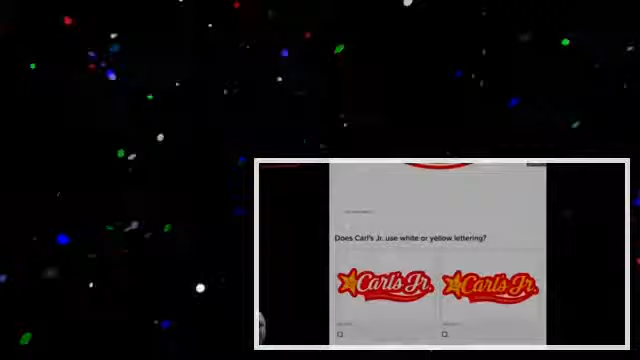 Does Carl's Jr. use white or yellow lettering?
Carl's Jr. Carl's Jr.